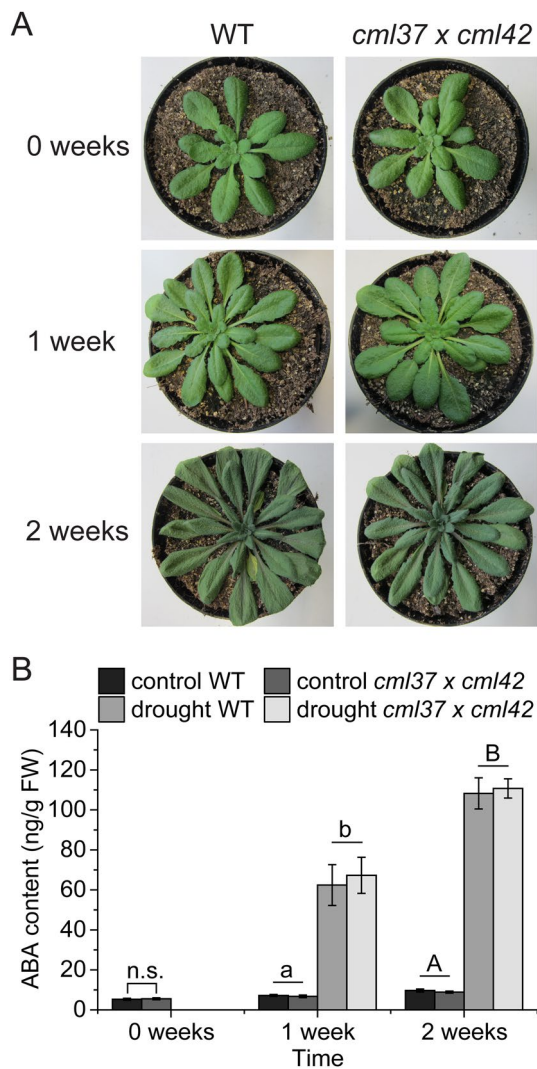 A
WT
cml37 x cml42
0 weeks
1 week
2 weeks
B
control WT
control cml37 x cml42
drought WT
drought cml37 x cml42
ABA content (ng/g FW)
140
120
100
80
60
40
20
0
n.s.
a
b
A
B
0 weeks
1 week
2 weeks
Time